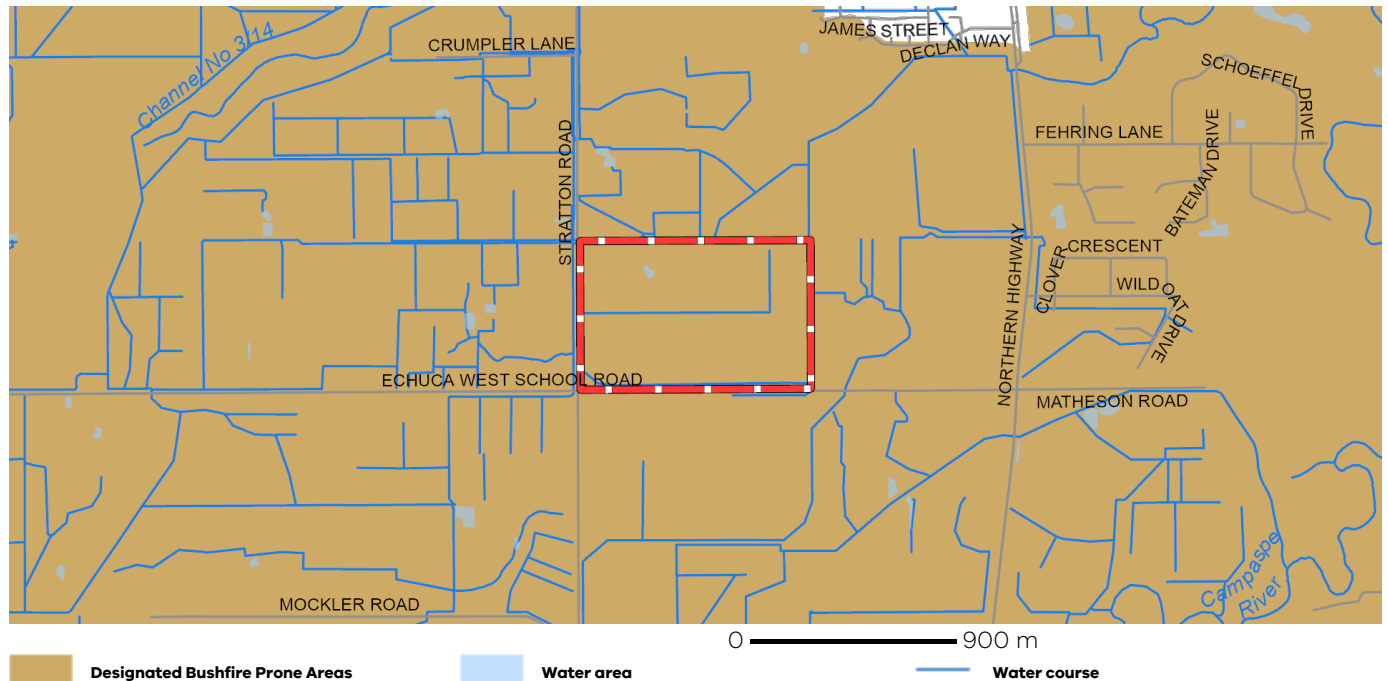 JAMES STREET
DECLAN WAY
CRUMPLER LANE
Channel No 3/14
SCHOEFFEL DRIVE
FEHRING LANE
BATEMAN DRIVE
STRATTON ROAD
NORTHERN HIGHWAY
CLOVER CRESCENT
WILD OAT DRIVE
ECHUCA WEST SCHOOL ROAD
MATHESON ROAD
Campaspe
River
MOCKLER ROAD
0 900 m
Designated Bushfire Prone Areas
Water area
Water course